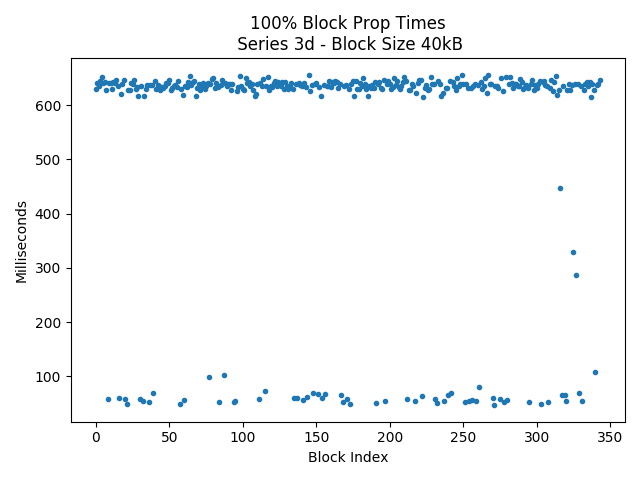 100% Block Prop Times
Series 3d - Block Size 40kB
Milliseconds
600
500
400
300
200
100
0 50 100 150 200 250 300 350
Block Index